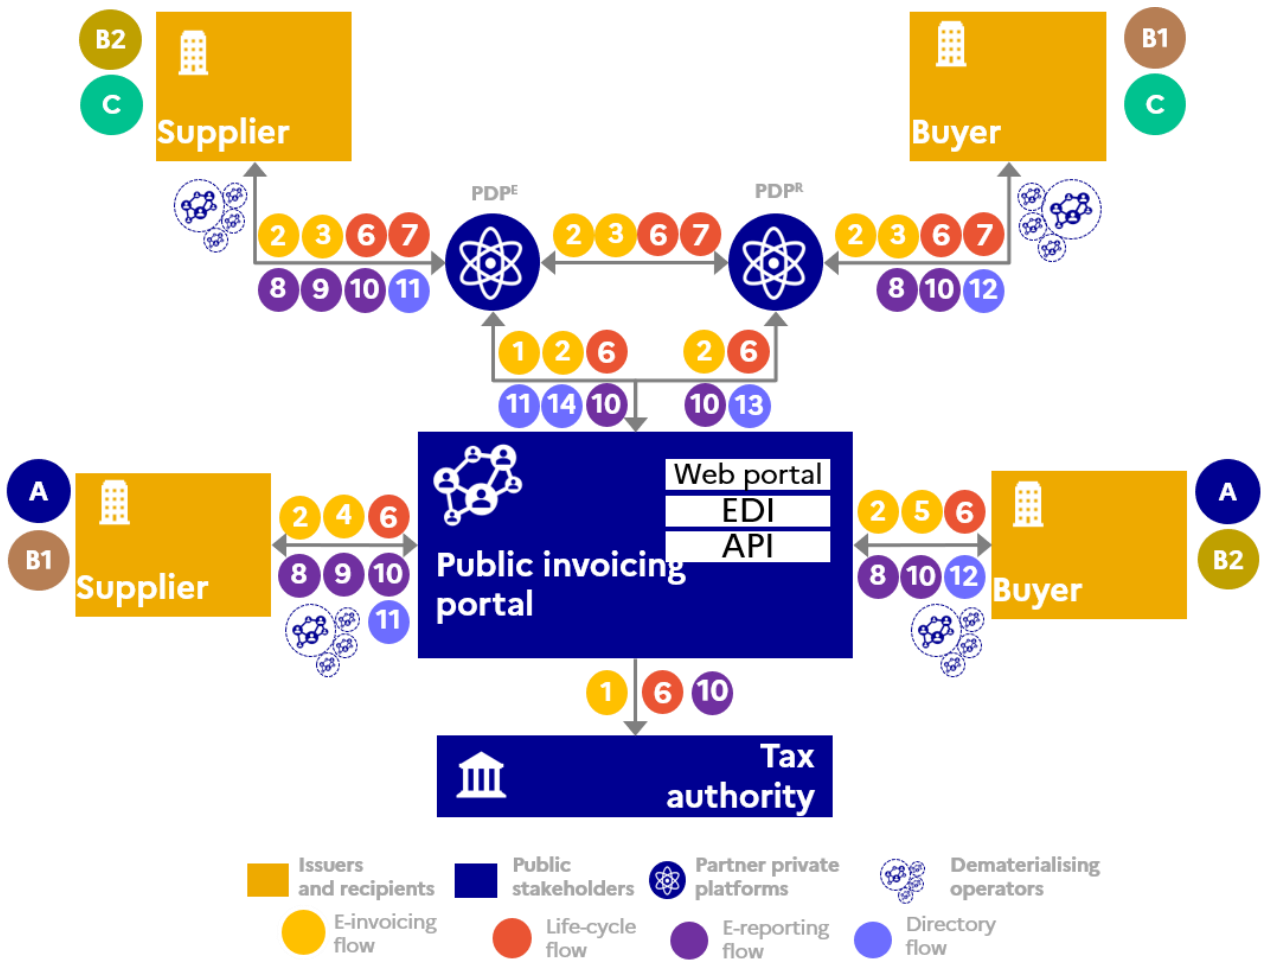 B2
C
Supplier
Buyer
B1
C
PDPE
PDPR
2 3 6 7
2 3 6 7
2 3 6 7
8 9 10 11
8 10 12
1 2 6
2 6
11 14 10
10 13
A
B1
Supplier
2 4 6
8 9 10
11
Web portal
EDI
API
Public invoicing
portal
2 5 6
8 10 12
Buyer
A
B2
1 6 10
Tax
authority
Issuers
and recipients
Public
stakeholders
Partner private
platforms
Dematerialising
operators
E-invoicing
flow
Life-cycle
flow
E-reporting
flow
Directory
flow